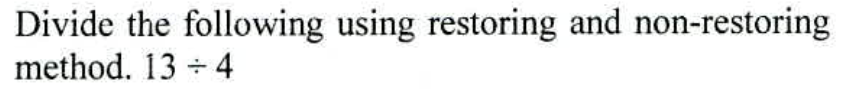 Divide the following using restoring and non-restoring
method. 13 ÷ 4